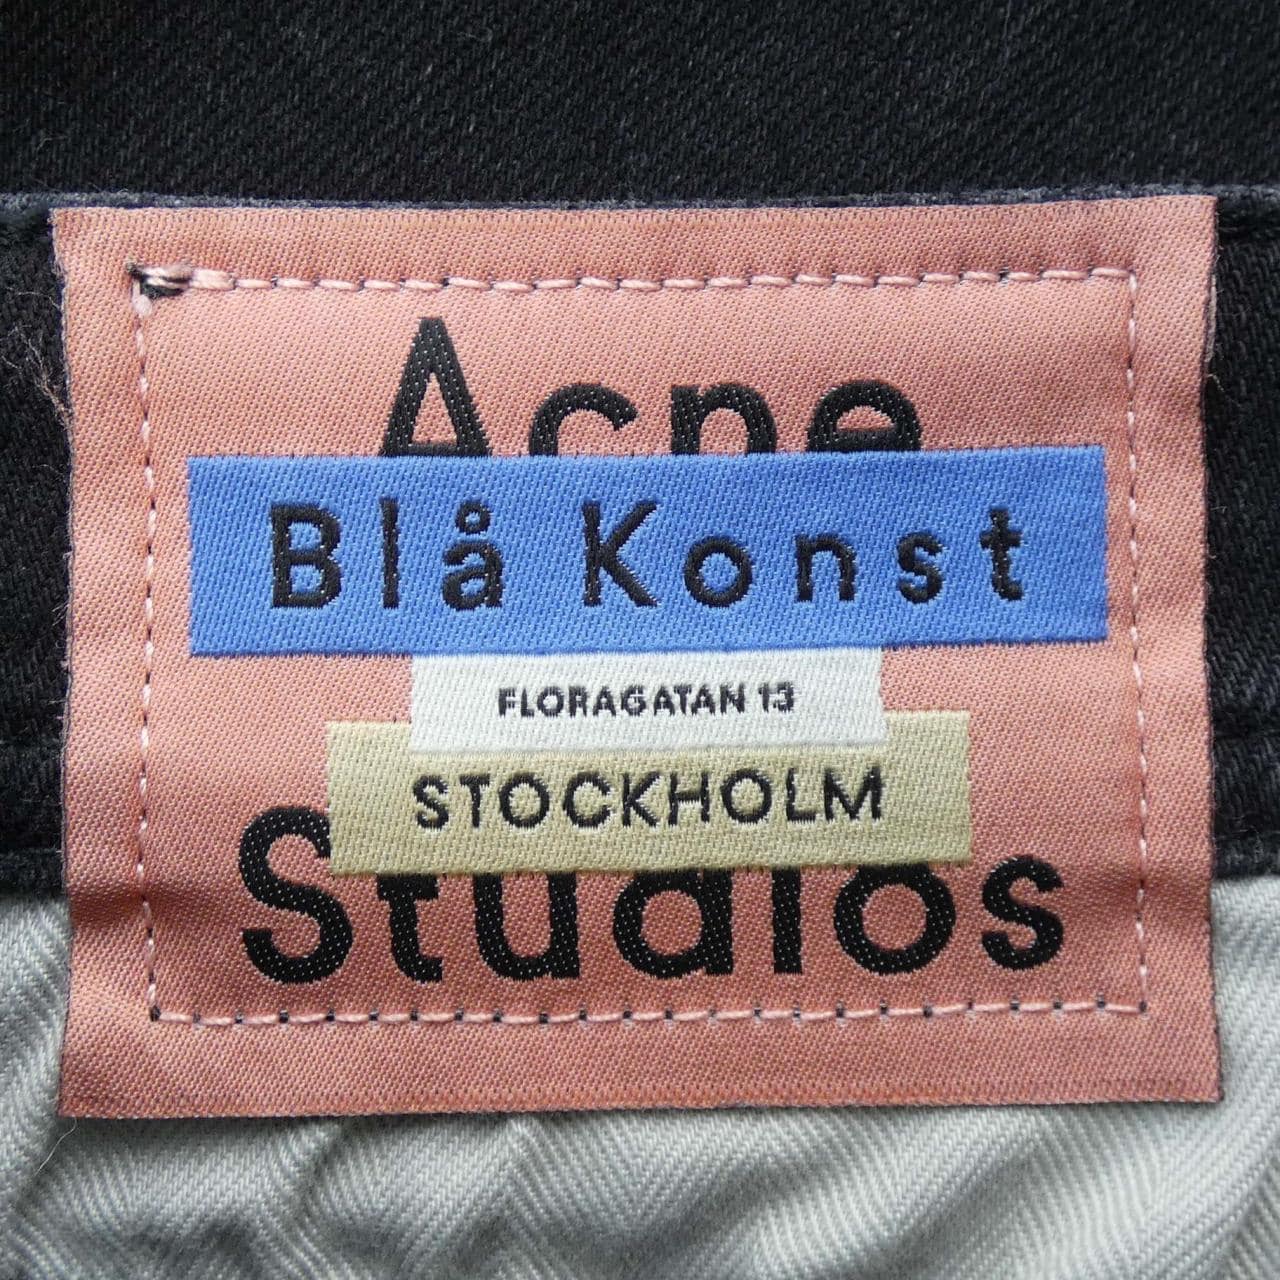 Acne
Blå Konst
FLORAGATAN 13
STOCKHOLM
Studios